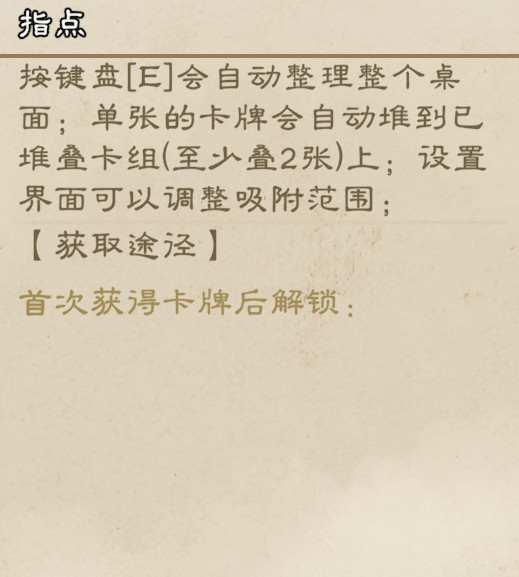 指点
按键盘[E]会自动整理整个桌
面；单张的卡牌会自动堆到已
堆叠卡组(至少叠2张)上；设置
界面可以调整吸附范围；
【获取途径】
首次获得卡牌后解锁：